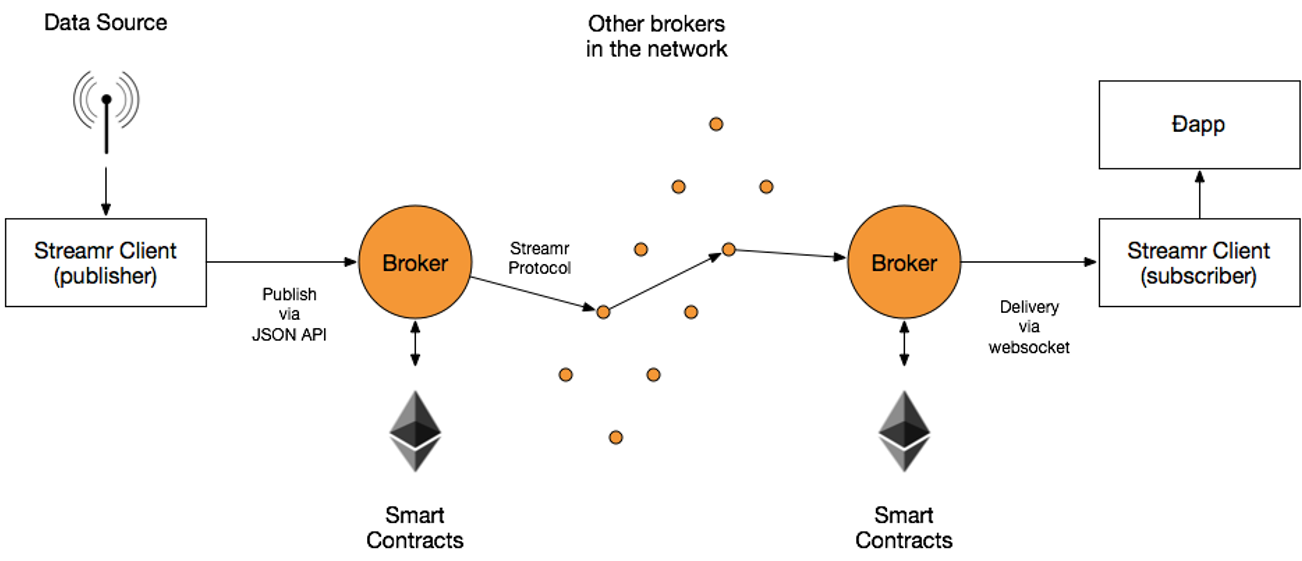 Data Source
Other brokers
in the network
Ðapp
Streamr Client
(publisher)
Publish
via
JSON API
Broker
Streamr
Protocol
Broker
Delivery
via
websocket
Streamr Client
(subscriber)
Smart
Contracts
Smart
Contracts